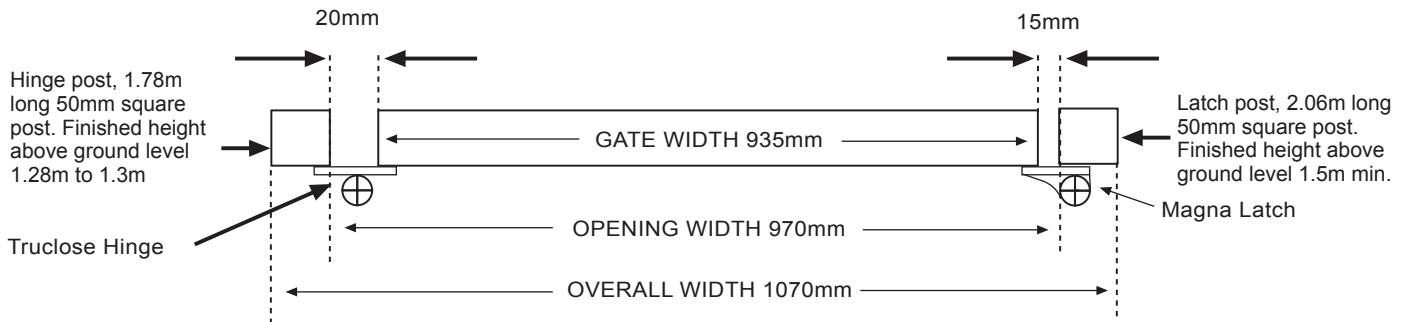 20mm
15mm
Hinge post, 1.78m
long 50mm square
post. Finished height
above ground level
1.28m to 1.3m
GATE WIDTH 935mm
Latch post, 2.06m long
50mm square post.
Finished height above
ground level 1.5m min.
Magna Latch
Truclose Hinge
OPENING WIDTH 970mm
OVERALL WIDTH 1070mm